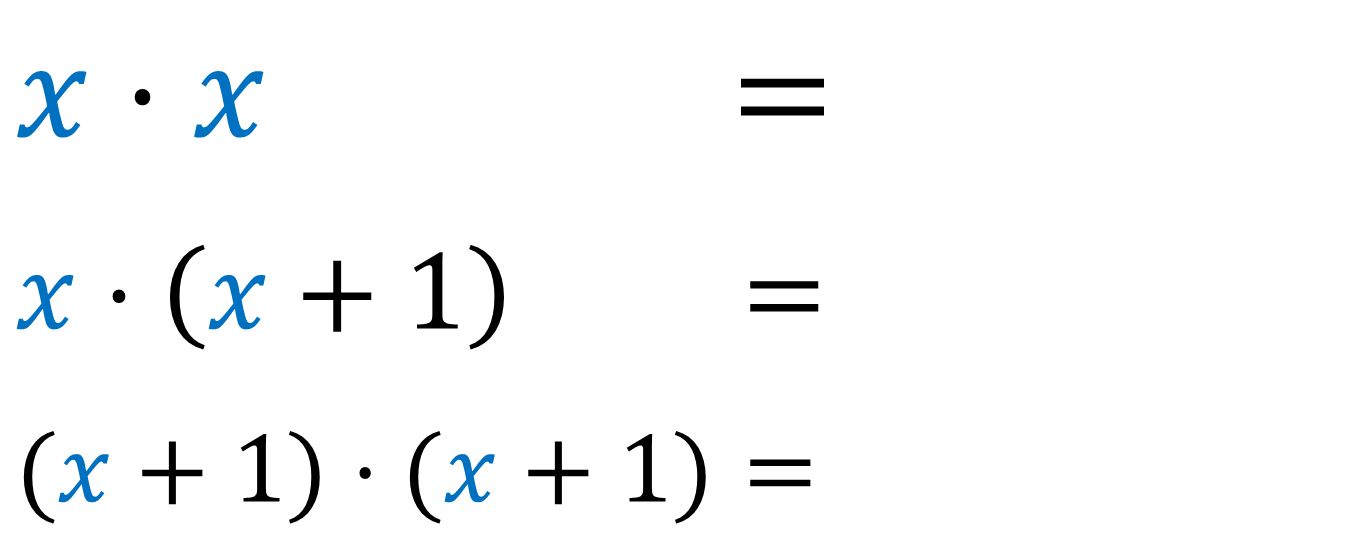 x · x =
x · (x + 1) =
(x + 1) · (x + 1) =